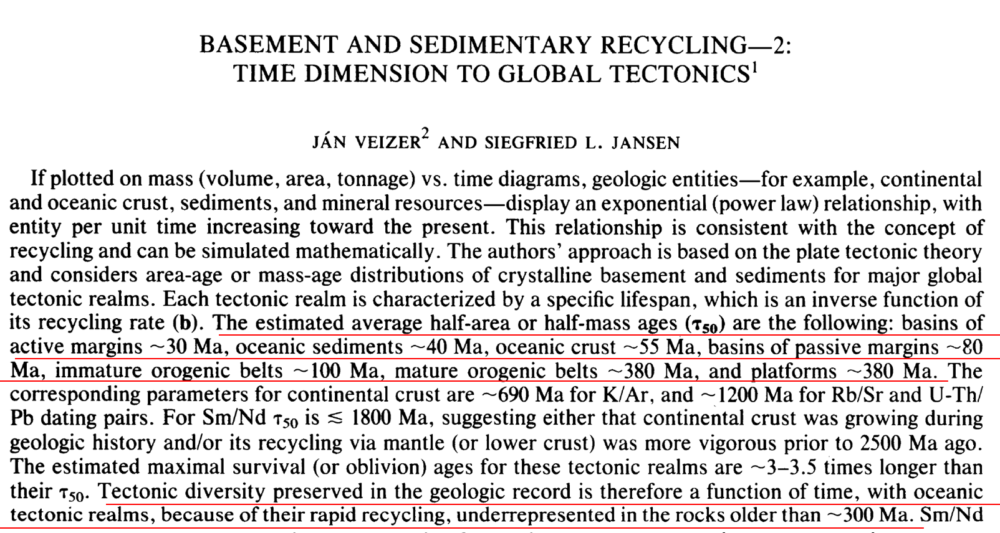 BASEMENT AND SEDIMENTARY RECYCLING—2:
TIME DIMENSION TO GLOBAL TECTONICS¹
JÁN VEIZER² AND SIEGFRIED L. JANSEN
If plotted on mass (volume, area, tonnage) vs. time diagrams, geologic entities—for example, continental
and oceanic crust, sediments, and mineral resources—display an exponential (power law) relationship, with
entity per unit time increasing toward the present. This relationship is consistent with the concept of
recycling and can be simulated mathematically. The authors' approach is based on the plate tectonic theory
and considers area-age or mass-age distributions of crystalline basement and sediments for major global
tectonic realms. Each tectonic realm is characterized by a specific lifespan, which is an inverse function of
its recycling rate (b). The estimated average half-area or half-mass ages (τ₅₀) are the following: basins of
active margins ~30 Ma, oceanic sediments ~40 Ma, oceanic crust ~55 Ma, basins of passive margins ~80
Ma, immature orogenic belts ~100 Ma, mature orogenic belts ~380 Ma, and platforms ~380 Ma. The
corresponding parameters for continental crust are ~690 Ma for K/Ar, and ~1200 Ma for Rb/Sr and U-Th/
Pb dating pairs. For Sm/Nd τ₅₀ is ≤ 1800 Ma, suggesting either that continental crust was growing during
geologic history and/or its recycling via mantle (or lower crust) was more vigorous prior to 2500 Ma ago.
The estimated maximal survival (or oblivion) ages for these tectonic realms are ~3–3.5 times longer than
their τ₅₀. Tectonic diversity preserved in the geologic record is therefore a function of time, with oceanic
tectonic realms, because of their rapid recycling, underrepresented in the rocks older than ~300 Ma. Sm/Nd